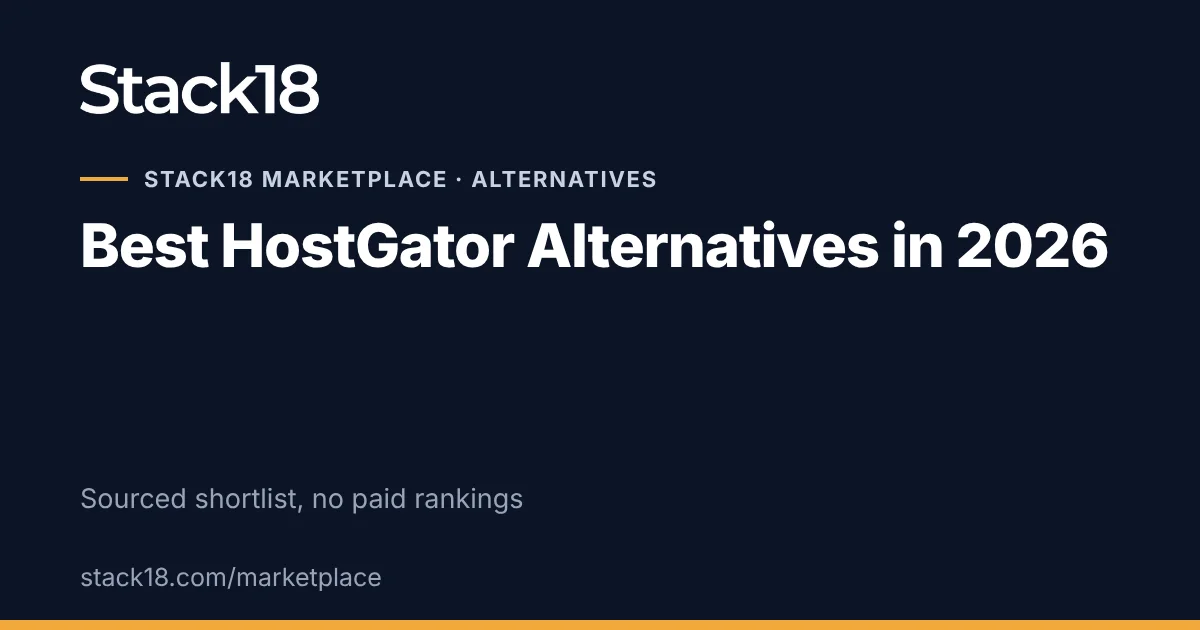 Stack18
STACK18 MARKETPLACE · ALTERNATIVES
Best HostGator Alternatives in 2026
Sourced shortlist, no paid rankings
stack18.com/marketplace